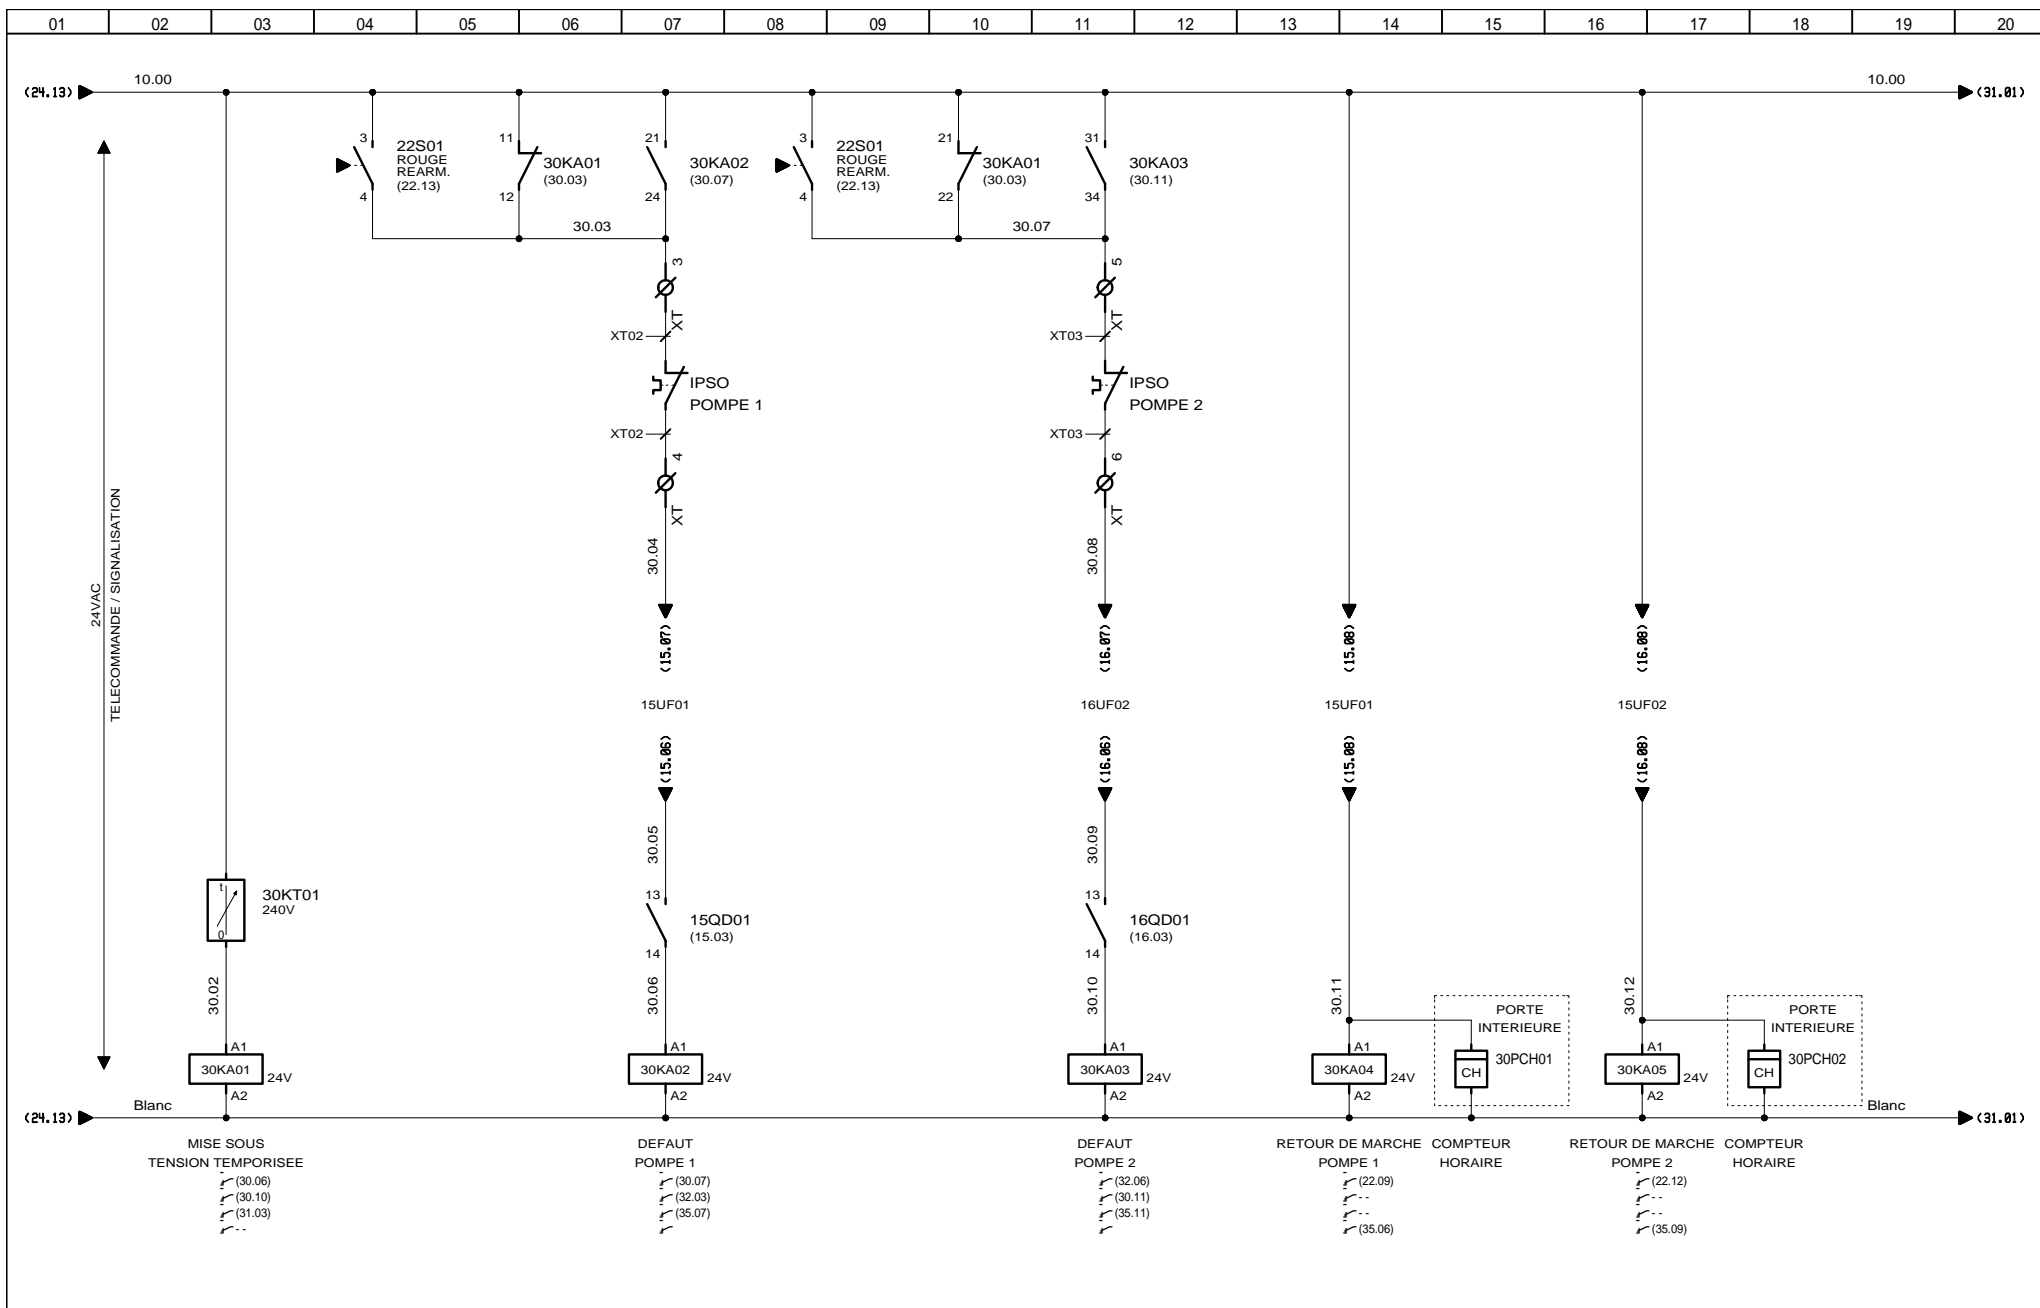 01 02 03 04 05 06 07 08 09 10 11 12 13 14 15 16 17 18 19 20
(24.13) 10.00 10.00 (31.01)
3 22S01
ROUGE
REARM.
(22.13)
4
11 30KA01
(30.03)
12
21 30KA02
(30.07)
24
3 22S01
ROUGE
REARM.
(22.13)
4
21 30KA01
(30.03)
22
31 30KA03
(30.11)
34
30.03 30.07
3 5
XT XT
XT02 XT03
IPSO
POMPE 1
IPSO
POMPE 2
XT02 XT03
4 6
XT XT
30.04 30.08
24VAC
TELECOMMANDE / SIGNALISATION
(15.07) (16.07) (15.08) (16.08)
15UF01 16UF02 15UF01 15UF02
(15.06) (16.06) (15.08) (16.08)
30.05 30.09
t
0
30KT01
240V
13 15QD01
(15.03)
14
13 16QD01
(16.03)
14
30.02 30.06 30.10 30.11 30.12
PORTE
INTERIEURE
30PCH01
CH
PORTE
INTERIEURE
30PCH02
CH
A1 A1 A1 A1 A1
30KA01 24V 30KA02 24V 30KA03 24V 30KA04 24V 30KA05 24V
A2 A2 A2 A2 A2
(24.13) Blanc Blanc (31.01)
MISE SOUS
TENSION TEMPORISEE
(30.06)
(30.10)
(31.03)
--
DEFAUT
POMPE 1
(30.07)
(32.03)
(35.07)
DEFAUT
POMPE 2
(32.06)
(30.11)
(35.11)
RETOUR DE MARCHE
POMPE 1
(22.09)
--
--
(35.06)
COMPTEUR
HORAIRE
RETOUR DE MARCHE
POMPE 2
(22.12)
--
--
(35.09)
COMPTEUR
HORAIRE